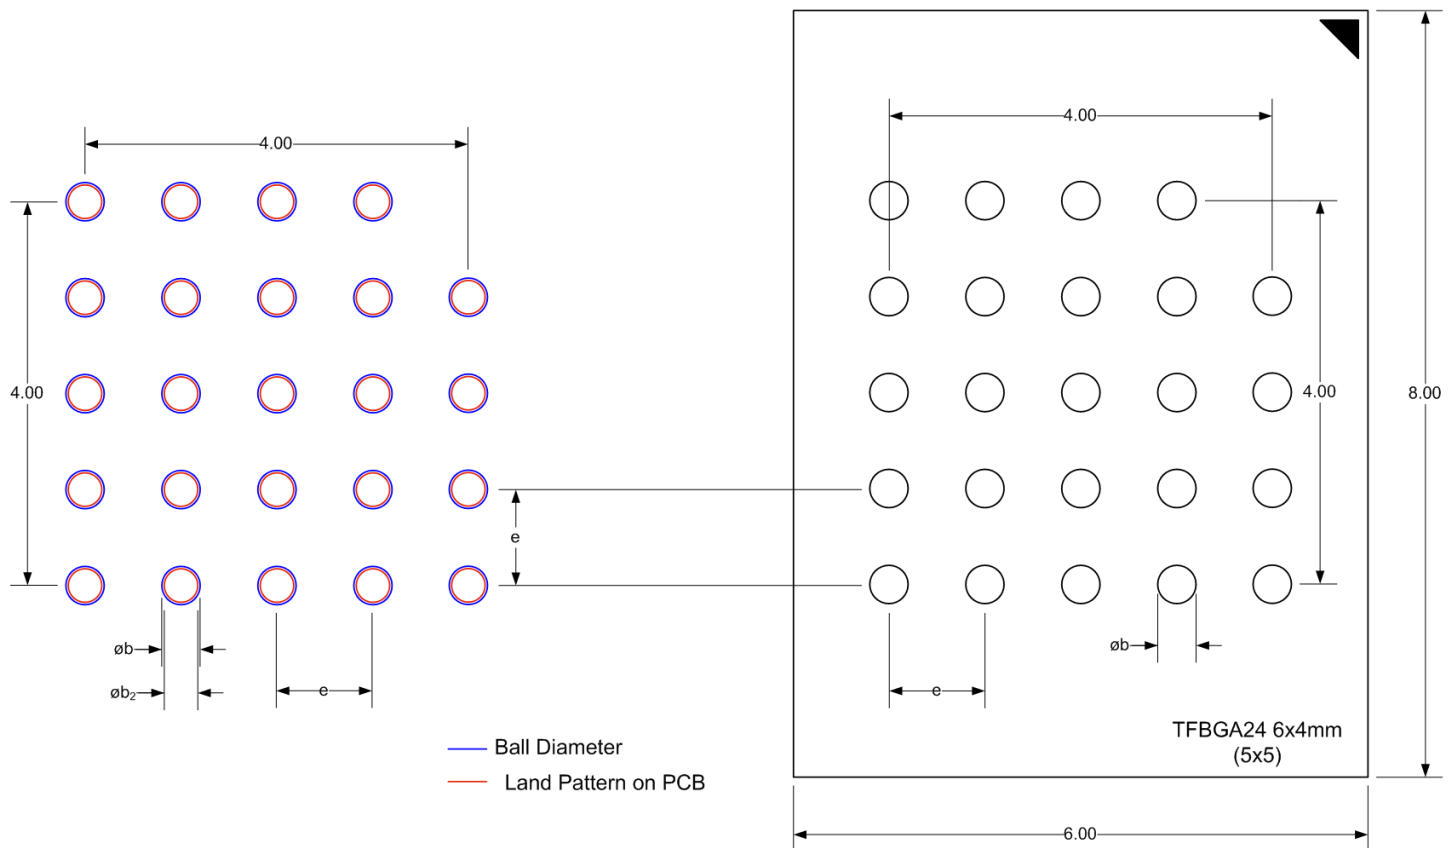 4.00
4.00
4.00
4.00
8.00
e
øb
øb₂
e
øb
e
TFBGA24 6x4mm
(5x5)
Ball Diameter
Land Pattern on PCB
6.00